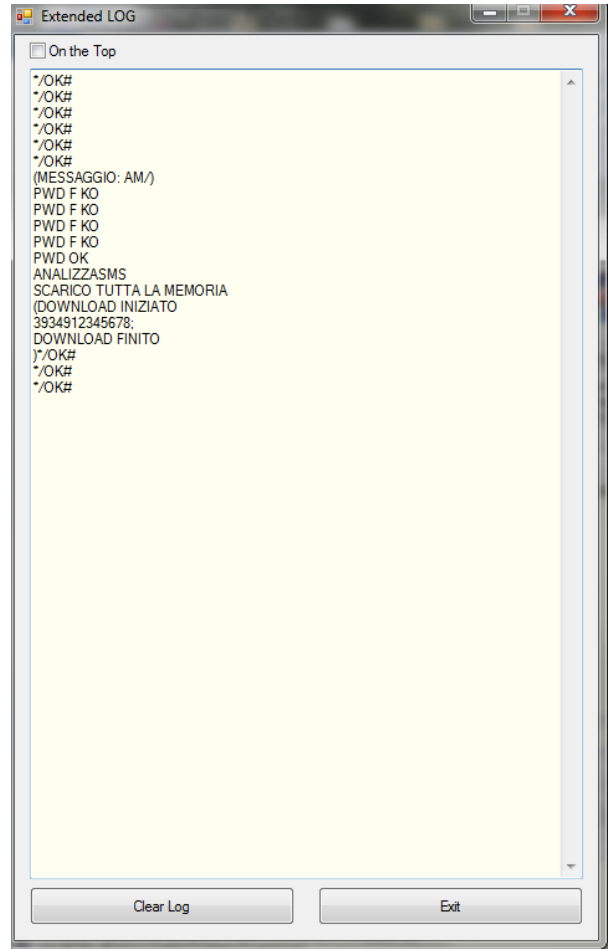 Extended LOG
On the Top
*/OK#
*/OK#
*/OK#
*/OK#
*/OK#
*/OK#
(MESSAGGIO: AM/)
PWD F KO
PWD F KO
PWD F KO
PWD F KO
PWD OK
ANALIZZASMS
SCARICO TUTTA LA MEMORIA
(DOWNLOAD INIZIATO
3934912345678;
DOWNLOAD FINITO
)*/OK#
*/OK#
*/OK#
Clear Log Exit